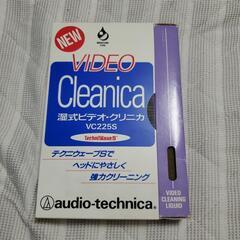 NEW
VIDEO
Cleanica
湿式ビデオ・クリニカ
VC225S
TechniWave S
テクニウェーブSで
ヘッドにやさしく
強力クリーニング
audio-technica.
VIDEO
CLEANING
LIQUID